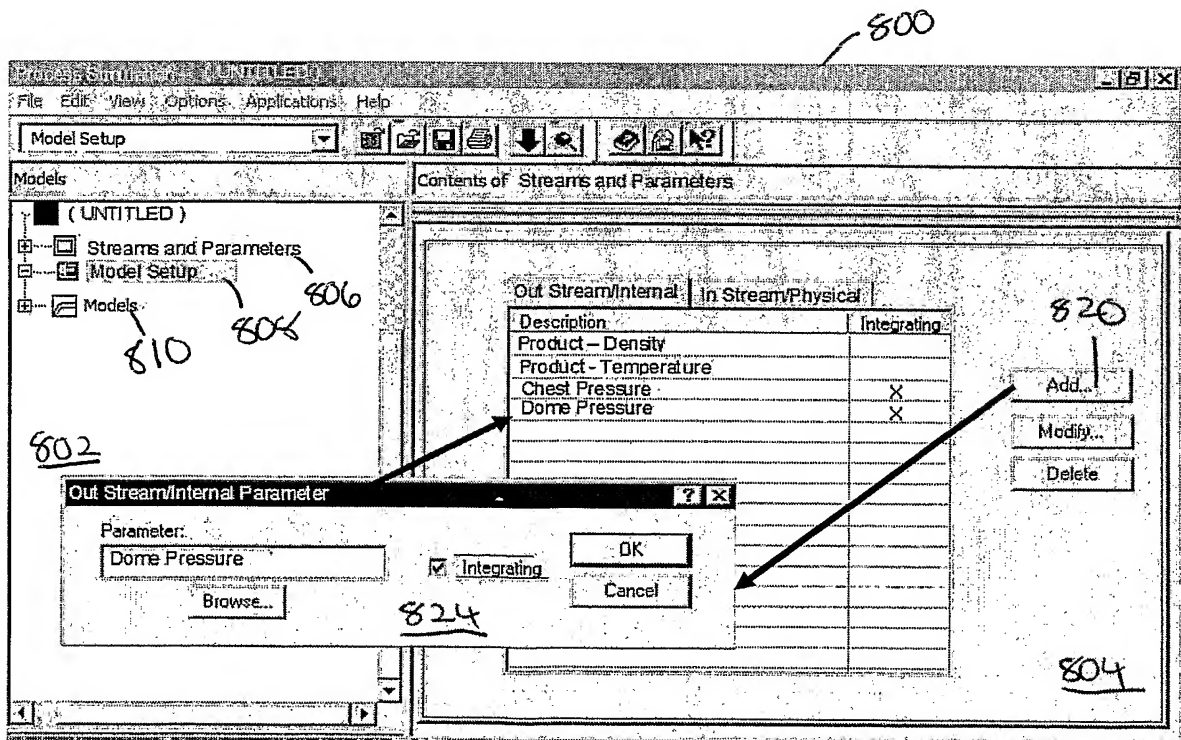 800
Process Simulation (UNTITLED)
File Edit View Options Applications Help
Model Setup
Models
Contents of Streams and Parameters
( UNTITLED )
Streams and Parameters
Model Setup
Models
806
808
810
Out Stream/Internal In Stream/Physical
Description Integrating
Product – Density
Product - Temperature
Chest Pressure X
Dome Pressure X
820
Add...
Modify...
Delete
802
Out Stream/Internal Parameter
Parameter:
Dome Pressure
Integrating
OK
Browse...
Cancel
824
804